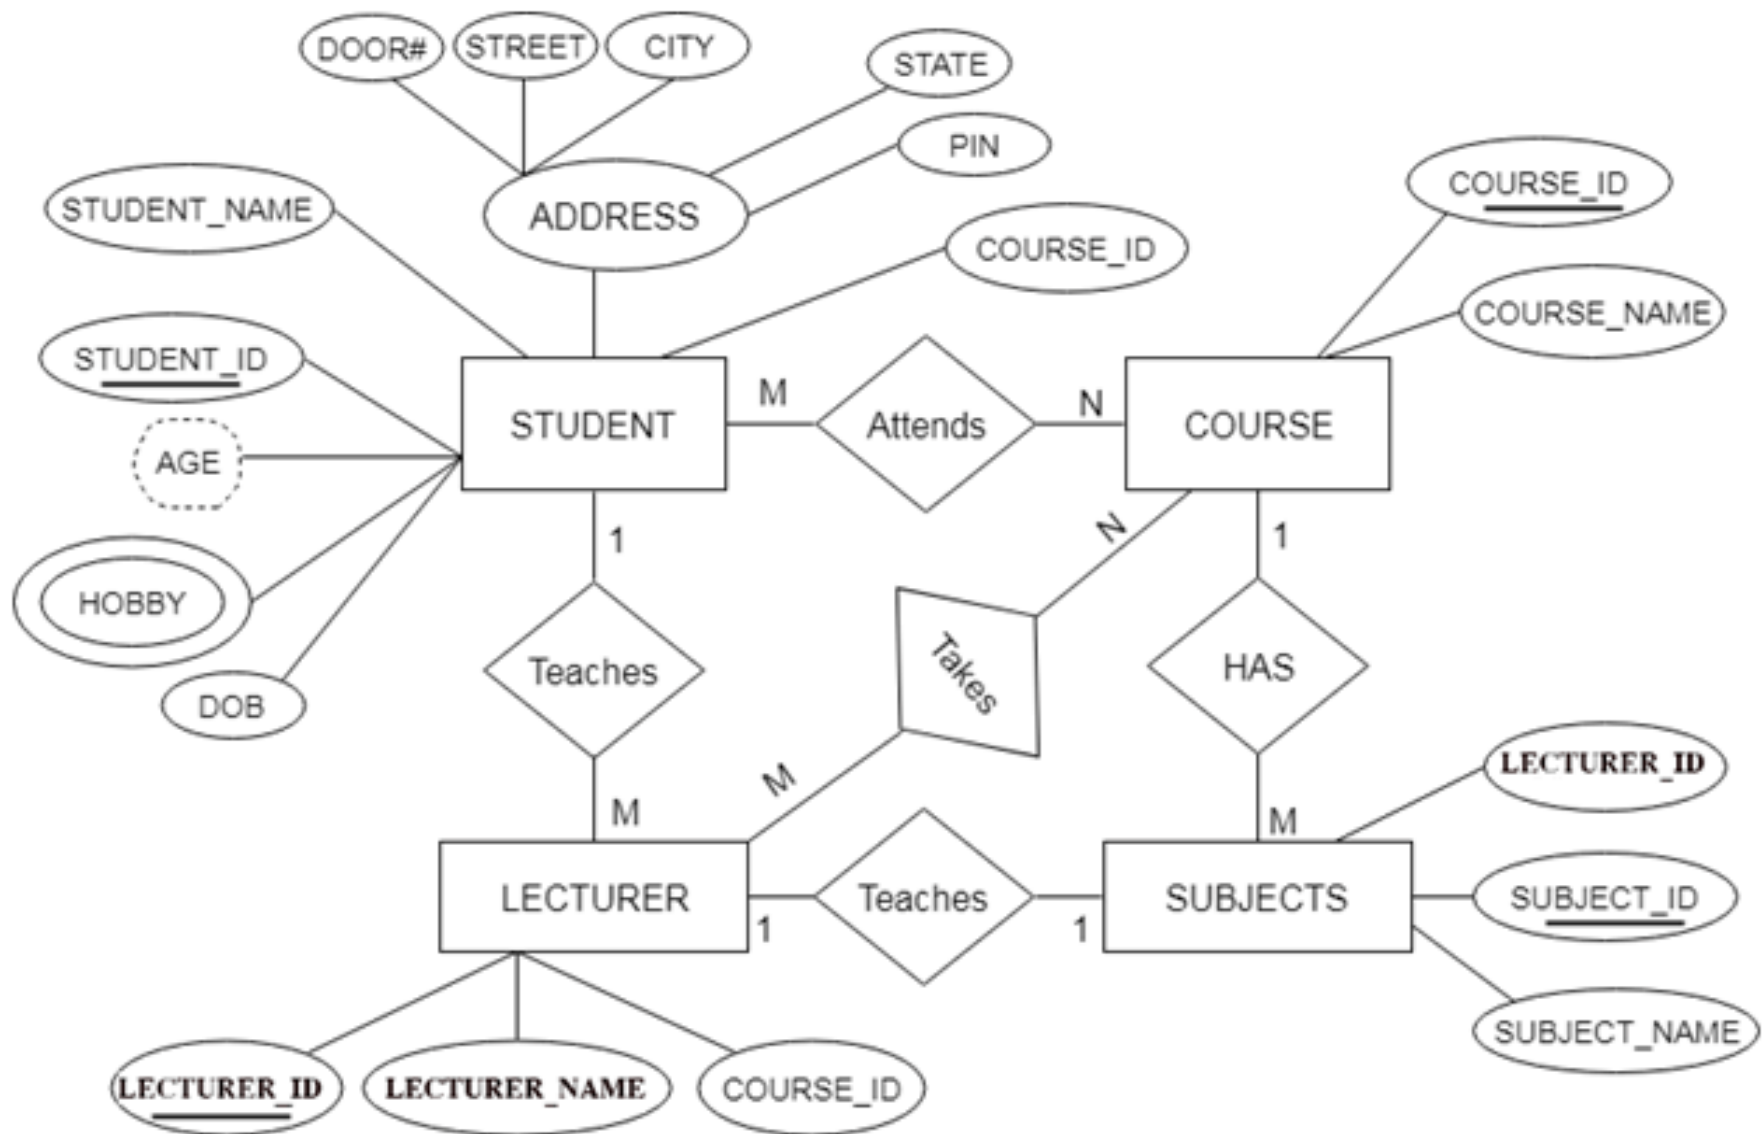 DOOR#
STREET
CITY
STATE
PIN
COURSE_ID
STUDENT_NAME
ADDRESS
COURSE_ID
COURSE_NAME
STUDENT_ID
STUDENT
M
Attends
N
COURSE
AGE
1
N
1
HOBBY
Teaches
Takes
HAS
DOB
LECTURER_ID
M
M
M
LECTURER
1
Teaches
1
SUBJECTS
SUBJECT_ID
SUBJECT_NAME
LECTURER_ID
LECTURER_NAME
COURSE_ID